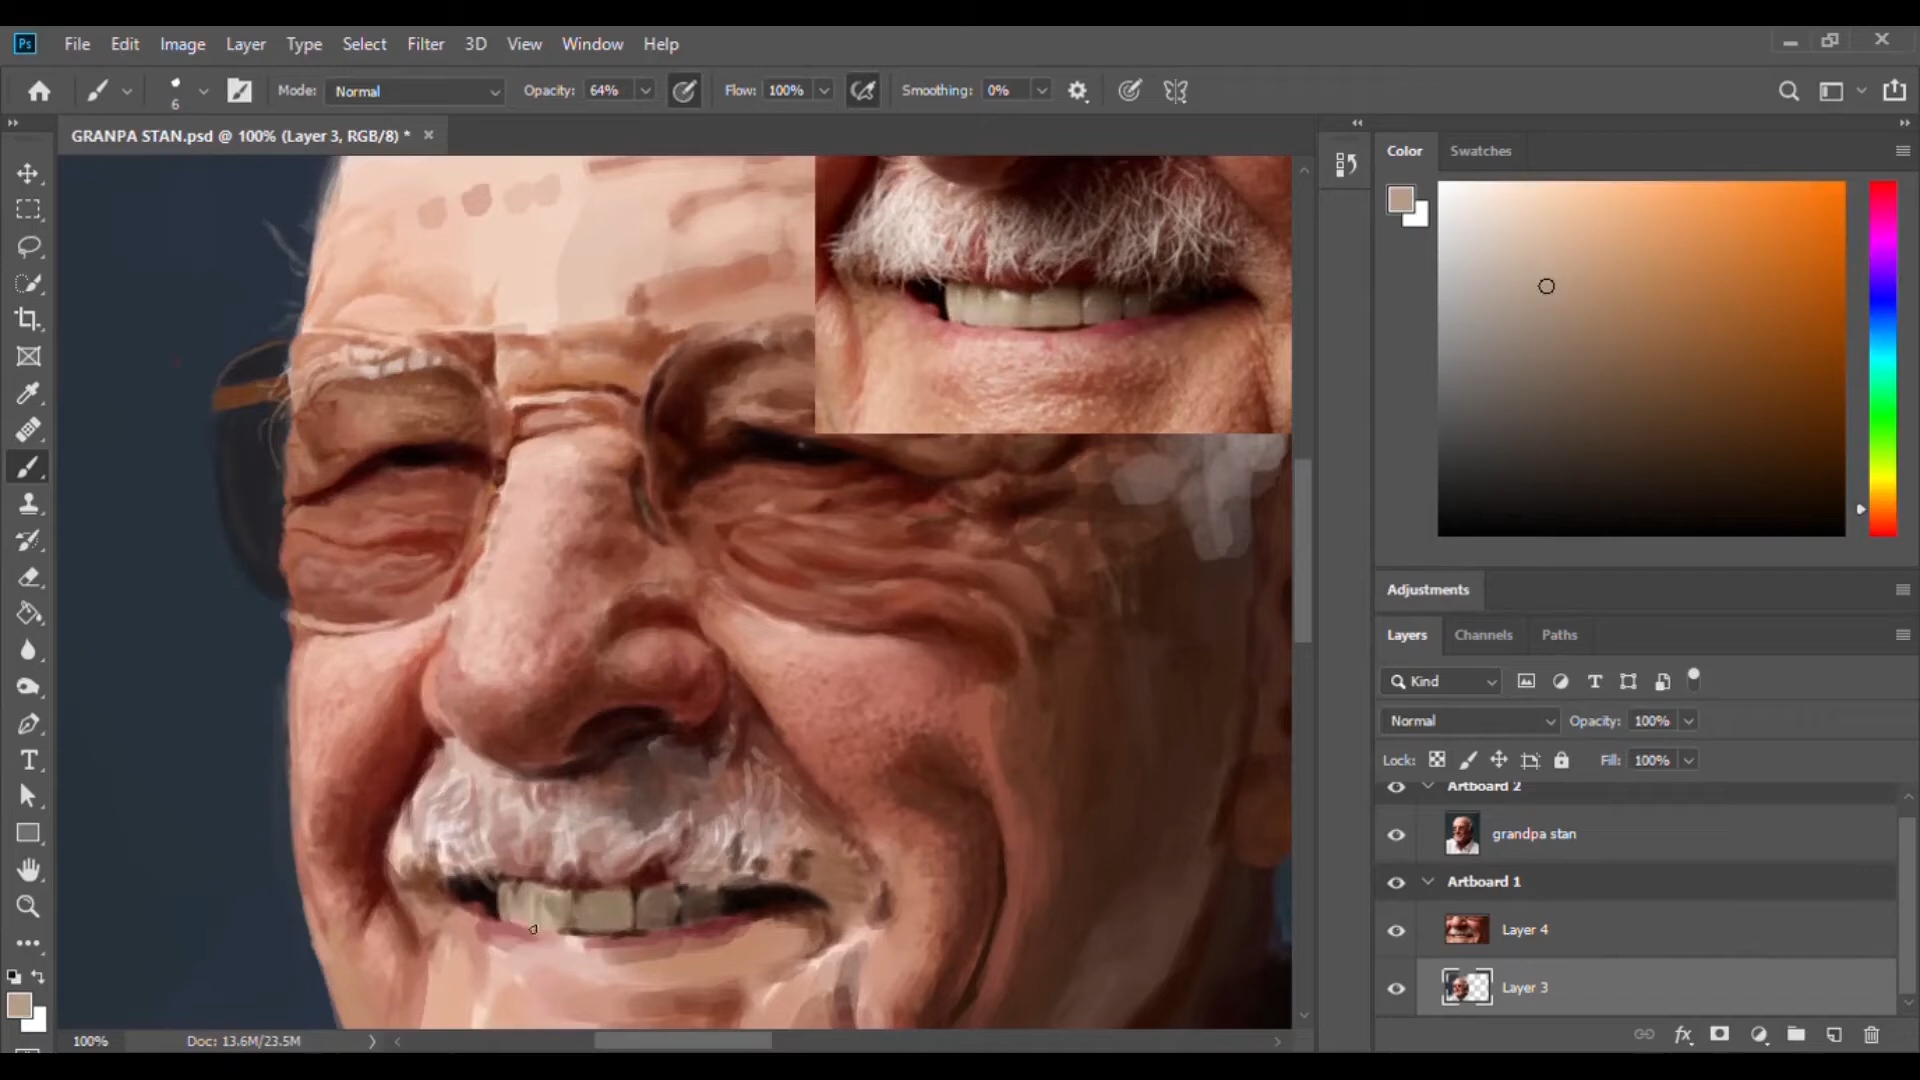 Ps File Edit Image Layer Type Select Filter 3D View Window Help
6 Mode: Normal Opacity: 64% Flow: 100% Smoothing: 0%
GRANPA STAN.psd @ 100% (Layer 3, RGB/8) *
Color Swatches
Adjustments
Layers Channels Paths
Kind
Normal Opacity: 100%
Lock: Fill: 100%
Artboard 2
grandpa stan
Artboard 1
Layer 4
Layer 3
fx
100% Doc: 13.6M/23.5M